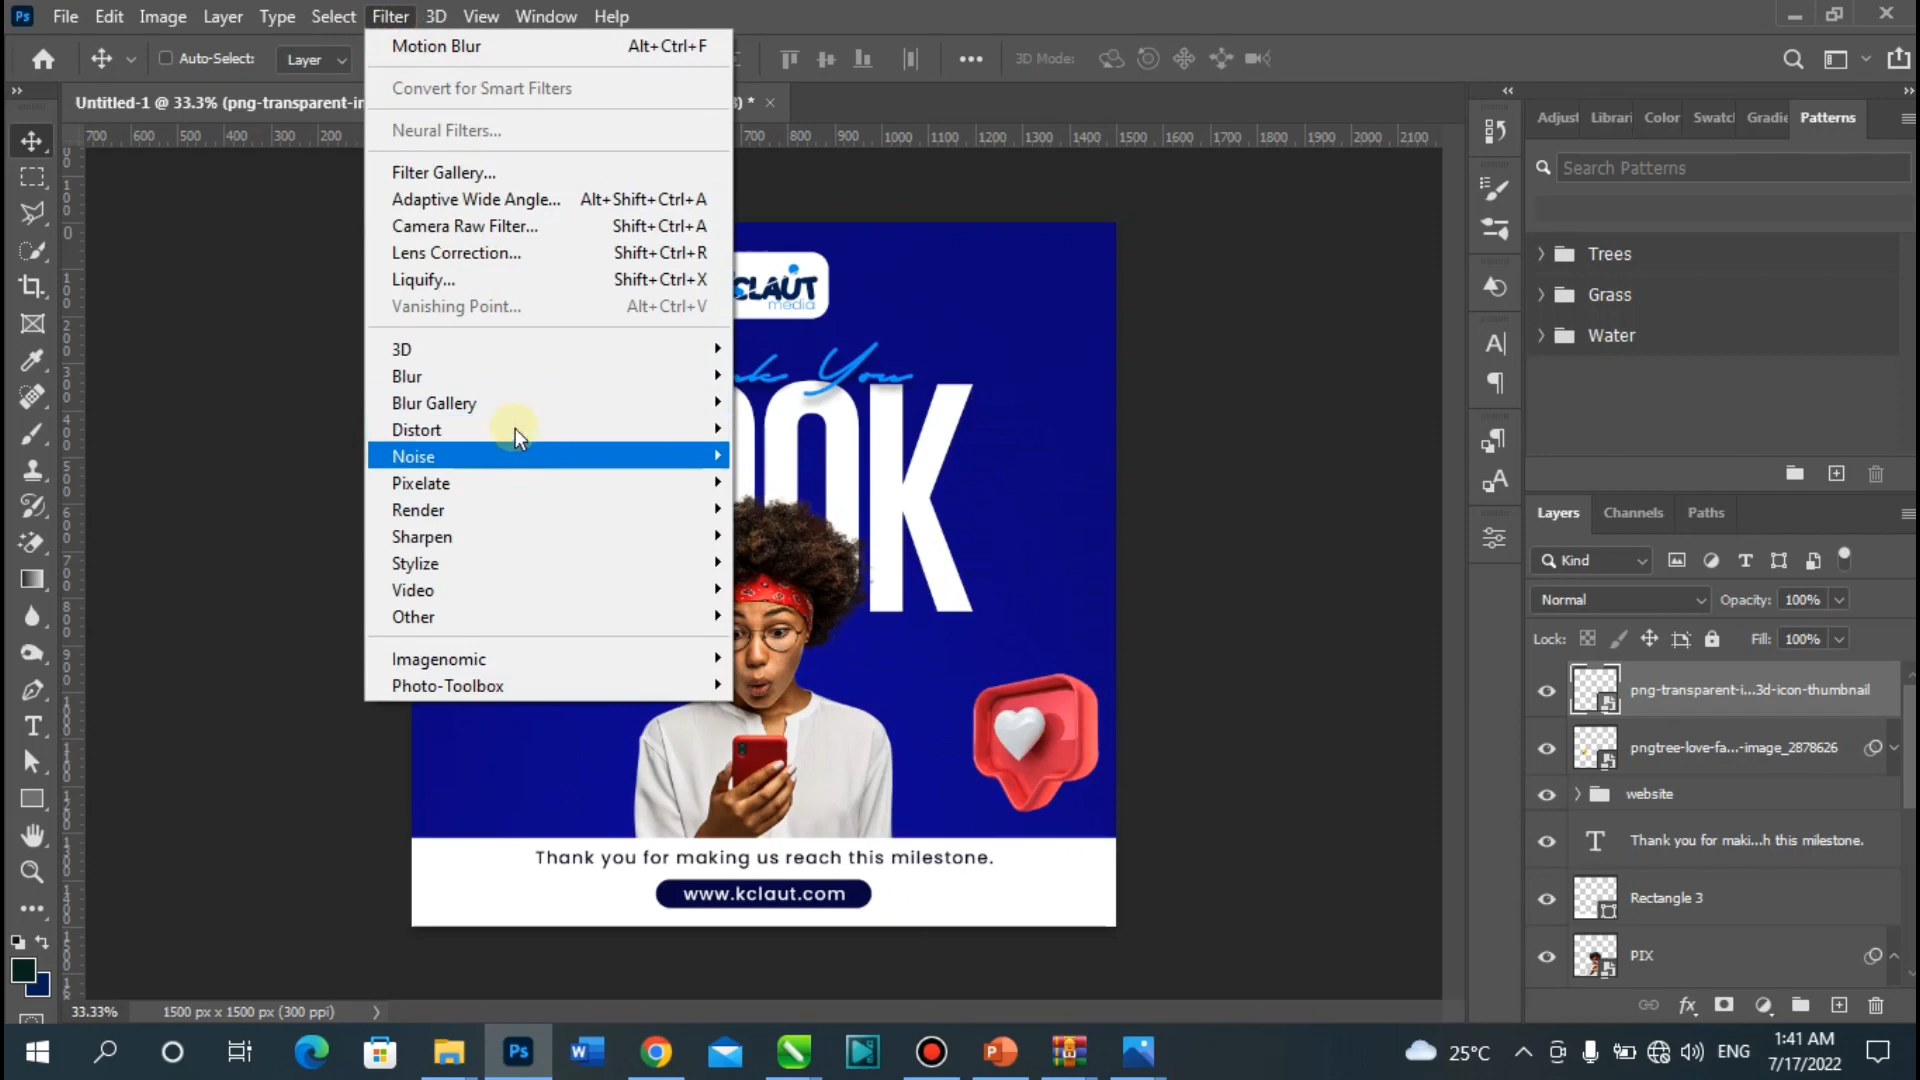 Ps File Edit Image Layer Type Select Filter 3D View Window Help
Auto-Select: Layer 3D Mode:
Untitled-1 @ 33.3% (png-transparent-i ) * ×
700 600 500 400 300 200 700 800 900 1000 1100 1200 1300 1400 1500 1600 1700 1800 1900 2000 2100
Motion Blur Alt+Ctrl+F
Convert for Smart Filters
Neural Filters...
Filter Gallery...
Adaptive Wide Angle... Alt+Shift+Ctrl+A
Camera Raw Filter... Shift+Ctrl+A
Lens Correction... Shift+Ctrl+R
Liquify... Shift+Ctrl+X
Vanishing Point... Alt+Ctrl+V
3D
Blur
Blur Gallery
Distort
Noise
Pixelate
Render
Sharpen
Stylize
Video
Other
Imagenomic
Photo-Toolbox
CLAUT
media
k You
OOK
Thank you for making us reach this milestone.
www.kclaut.com
Adjust Librari Color Swatc Gradie Patterns
Search Patterns
Trees
Grass
Water
Layers Channels Paths
Kind
Normal Opacity: 100%
Lock: Fill: 100%
png-transparent-i...3d-icon-thumbnail
pngtree-love-fa...-image_2878626
website
Thank you for maki...h this milestone.
Rectangle 3
PIX
33.33% 1500 px x 1500 px (300 ppi)
25°C ENG 1:41 AM
7/17/2022